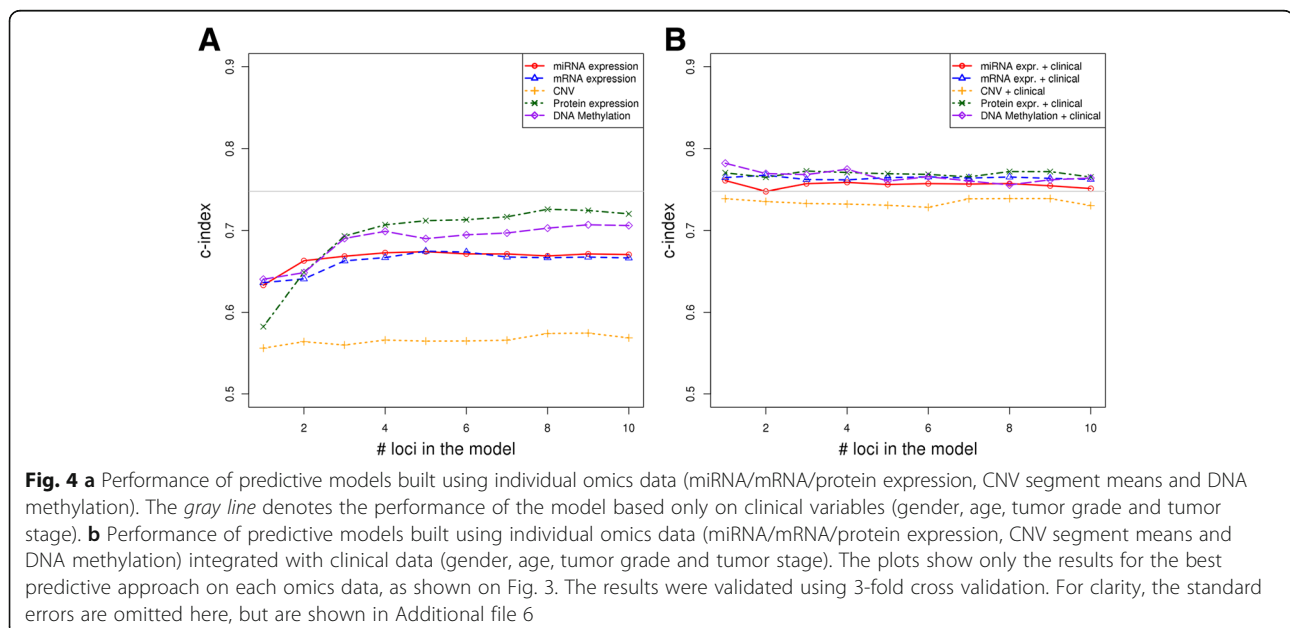 A
miRNA expression
mRNA expression
CNV
Protein expression
DNA Methylation
c-index
0.9
0.8
0.7
0.6
0.5
2
4
6
8
10
# loci in the model
B
miRNA expr. + clinical
mRNA expr. + clinical
CNV + clinical
Protein expr. + clinical
DNA Methylation + clinical
c-index
0.9
0.8
0.7
0.6
0.5
2
4
6
8
10
# loci in the model
Fig. 4 a Performance of predictive models built using individual omics data (miRNA/mRNA/protein expression, CNV segment means and DNA
methylation). The gray line denotes the performance of the model based only on clinical variables (gender, age, tumor grade and tumor
stage). b Performance of predictive models built using individual omics data (miRNA/mRNA/protein expression, CNV segment means and
DNA methylation) integrated with clinical data (gender, age, tumor grade and tumor stage). The plots show only the results for the best
predictive approach on each omics data, as shown on Fig. 3. The results were validated using 3-fold cross validation. For clarity, the standard
errors are omitted here, but are shown in Additional file 6